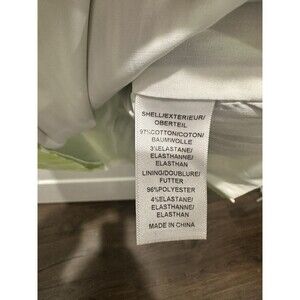 SHELL/EXTERIEUR/
OBERTEIL
97%COTTON/COTON/
BAUMWOLLE
3%ELASTANE/
ELASTHANNE/
ELASTHAN
LINING/DOUBLURE/
FUTTER
96%POLYESTER
4%ELASTANE/
ELASTHANNE/
ELASTHAN
MADE IN CHINA